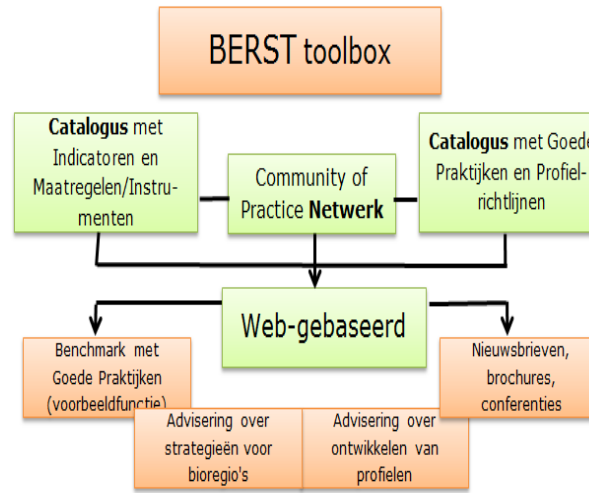 BERST toolbox
Catalogus met
Indicatoren en
Maatregelen/Instru-
menten
Community of
Practice Netwerk
Catalogus met Goede
Praktijken en Profiel-
richtlijnen
Web-gebaseerd
Benchmark met
Goede Praktijken
(voorbeeldfunctie)
Advisering over
strategieën voor
bioregio's
Advisering over
ontwikkelen van
profielen
Nieuwsbrieven,
brochures,
conferenties